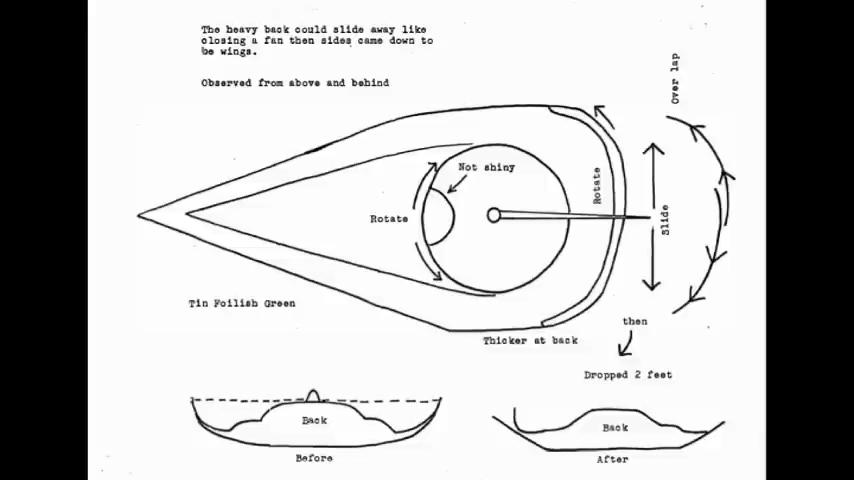 The heavy back could slide away like
closing a fan then sides came down to
be wings.
Observed from above and behind
Over lap
Not shiny
Rotate
Rotate
Slide
Tin Foilish Green
then
Thicker at back
Dropped 2 feet
Back
Before
Back
After